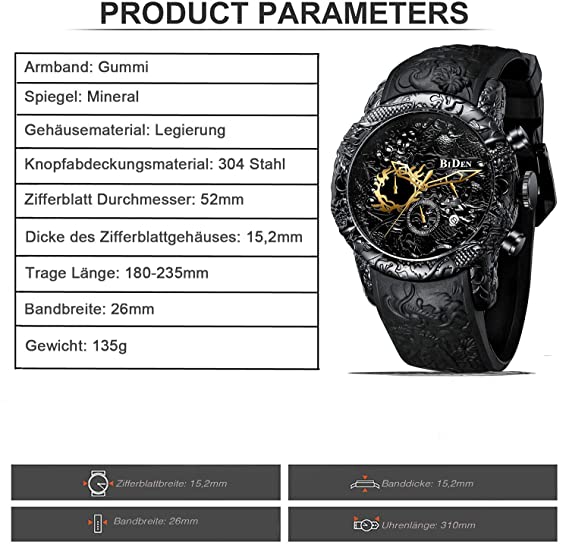 PRODUCT PARAMETERS
Armband: Gummi
Spiegel: Mineral
Gehäusematerial: Legierung
Knopfabdeckungsmaterial: 304 Stahl
Zifferblatt Durchmesser: 52mm
Dicke des Zifferblattgehäuses: 15,2mm
Trage Länge: 180-235mm
Bandbreite: 26mm
Gewicht: 135g
BIDEN
Zifferblattbreite: 15,2mm
Banddicke: 15,2mm
Bandbreite: 26mm
Uhrenlänge: 310mm